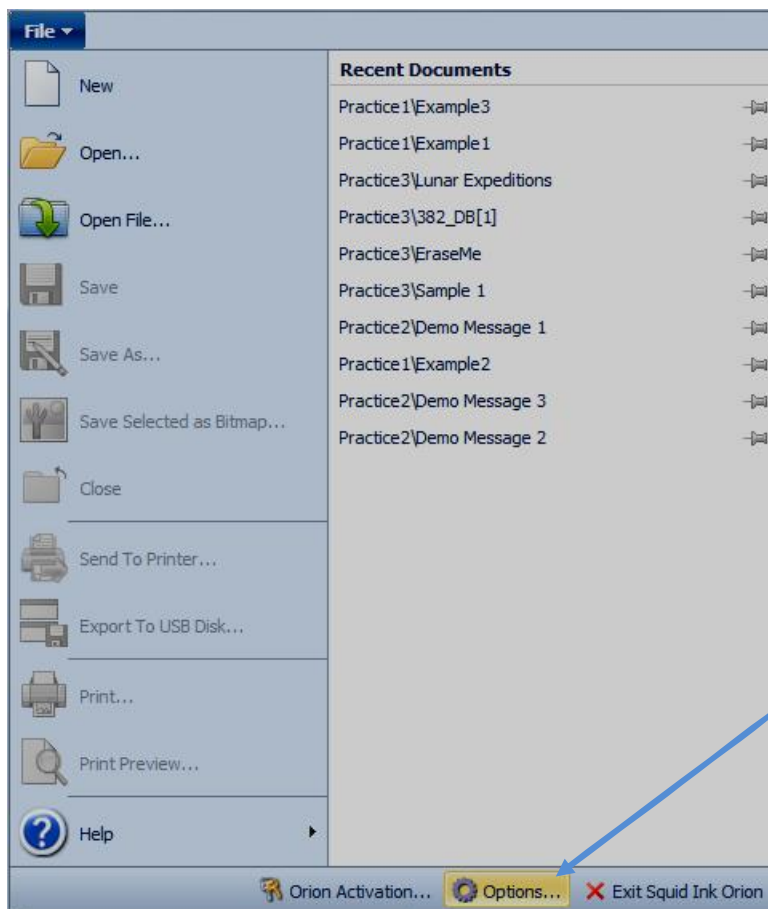 File
New
Open...
Open File...
Save
Save As...
Save Selected as Bitmap...
Close
Send To Printer...
Export To USB Disk...
Print...
Print Preview...
Help
Recent Documents
Practice1\Example3
Practice1\Example1
Practice3\Lunar Expeditions
Practice3\382_DB[1]
Practice3\EraseMe
Practice3\Sample 1
Practice2\Demo Message 1
Practice1\Example2
Practice2\Demo Message 3
Practice2\Demo Message 2
Orion Activation... Options... Exit Squid Ink Orion